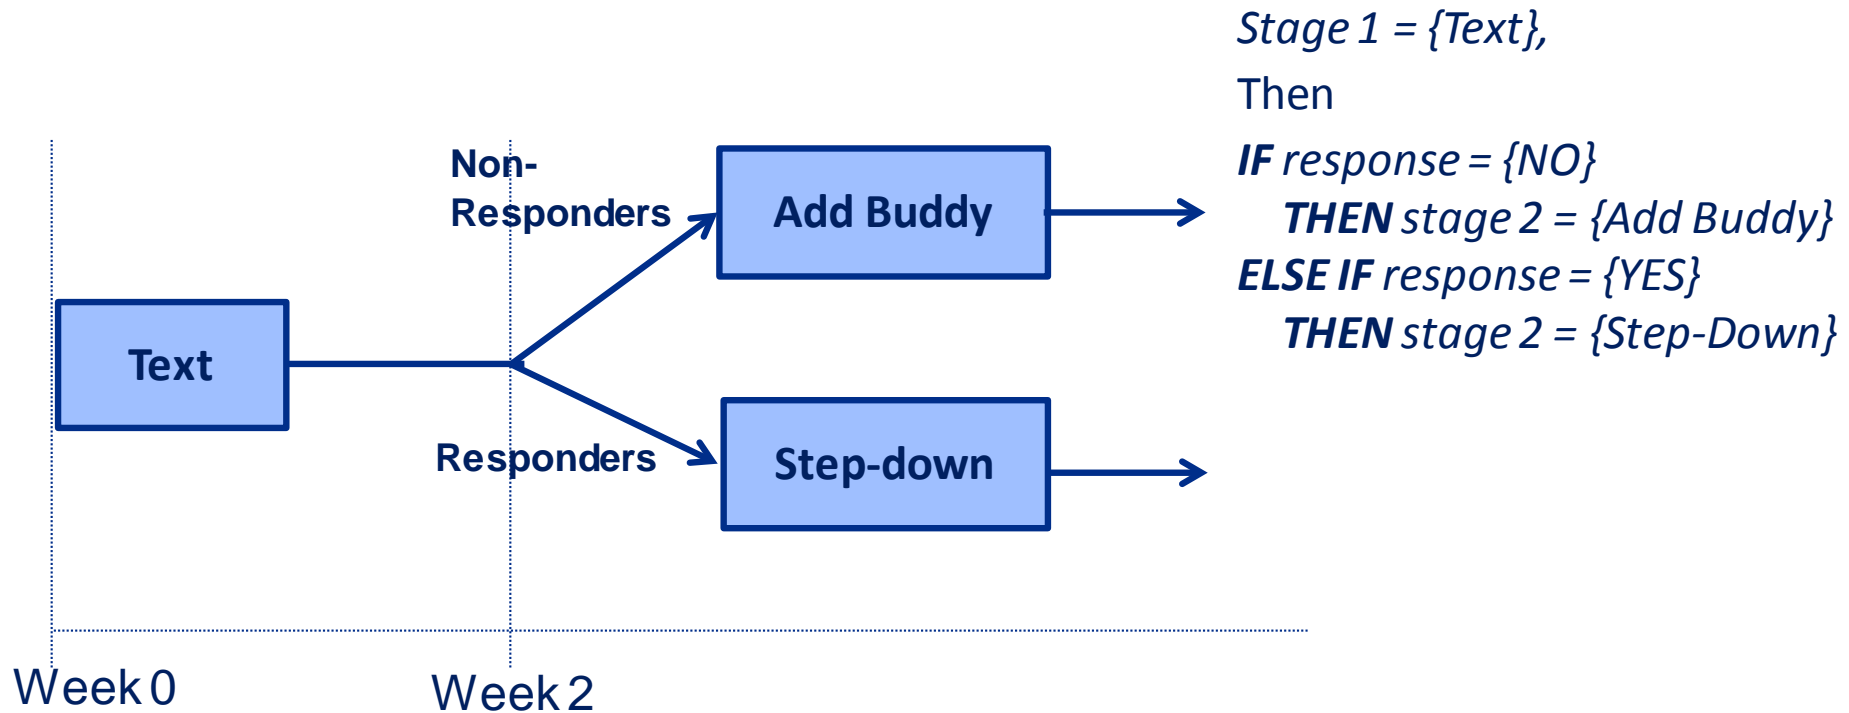 Stage 1 = {Text},
Then
IF response = {NO}
THEN stage 2 = {Add Buddy}
ELSE IF response = {YES}
THEN stage 2 = {Step-Down}
Non-
Responders
Add Buddy
Text
Responders
Step-down
Week 0
Week 2